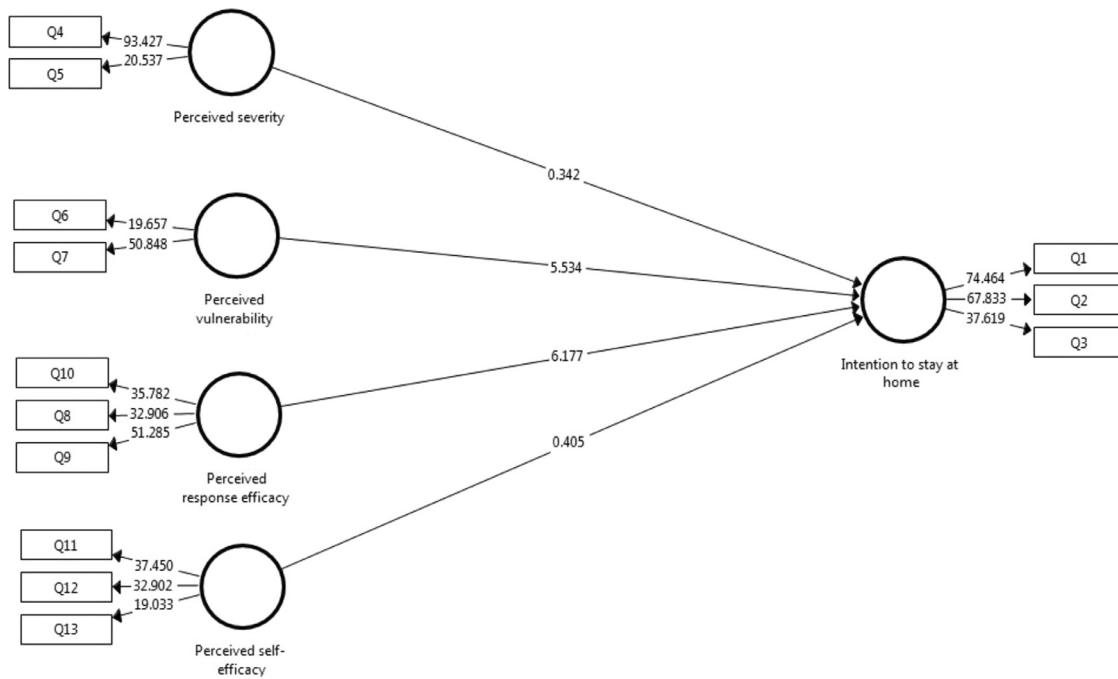 Q4
93.427
Q5
20.537
Perceived severity
0.342
Q6
19.657
Q7
50.848
Perceived
vulnerability
5.534
Q10
35.782
Q8
32.906
Q9
51.285
Perceived
response efficacy
6.177
Q11
37.450
Q12
32.902
Q13
19.033
Perceived self-
efficacy
0.405
Intention to stay at
home
74.464
Q1
67.833
Q2
37.619
Q3